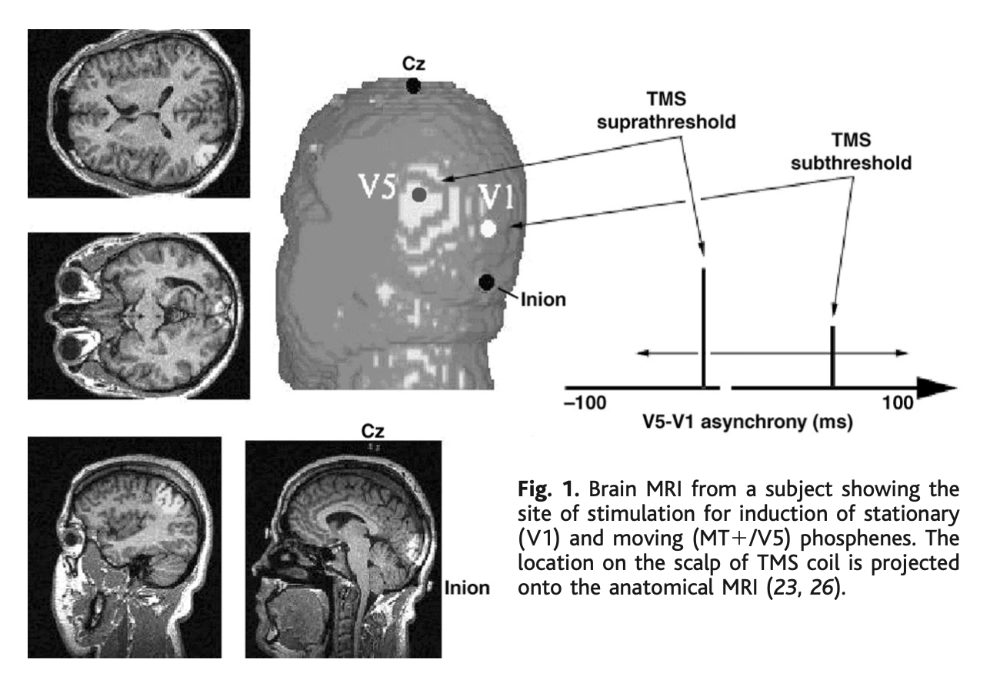 Cz
TMS
suprathreshold
TMS
subthreshold
V5
V1
Inion
–100
100
V5-V1 asynchrony (ms)
Cz
Inion
Fig. 1. Brain MRI from a subject showing the
site of stimulation for induction of stationary
(V1) and moving (MT+/V5) phosphenes. The
location on the scalp of TMS coil is projected
onto the anatomical MRI (23, 26).